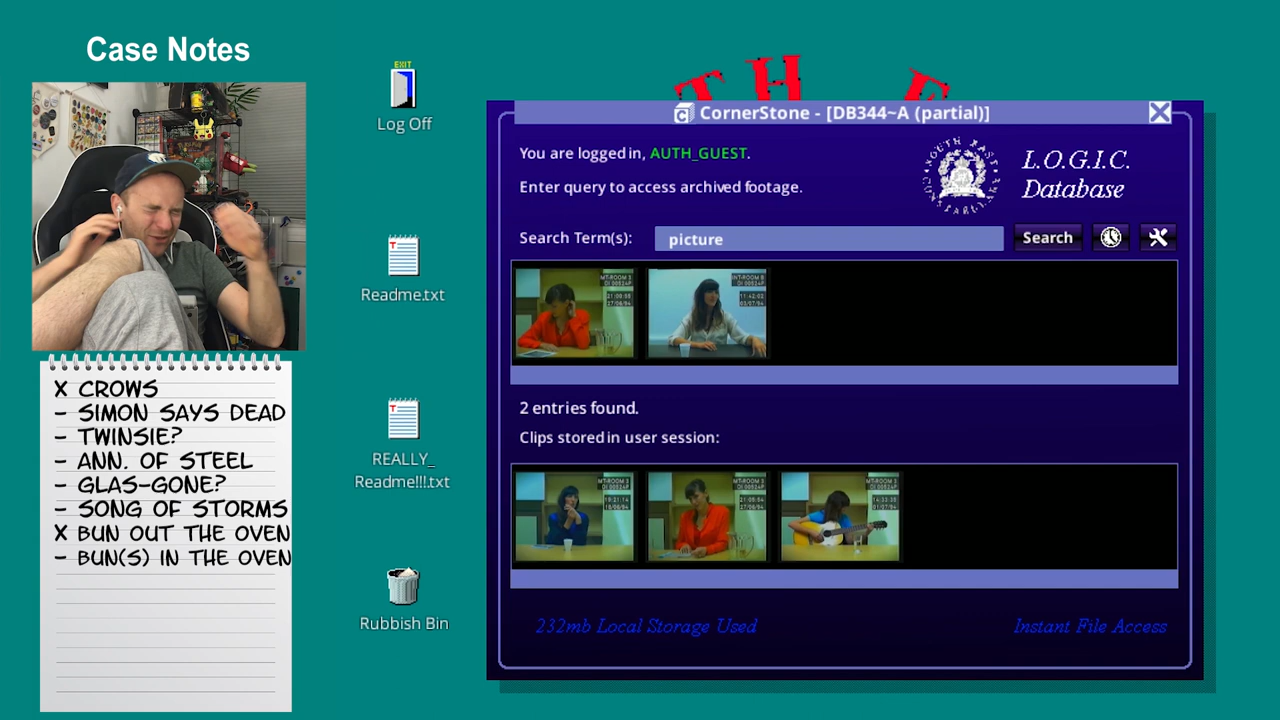 Case Notes
X CROWS
- SIMON SAYS DEAD
- TWINSIE?
- ANN. OF STEEL
- GLAS-GONE?
- SONG OF STORMS
X BUN OUT THE OVEN
- BUN(S) IN THE OVEN
EXIT
Log Off
Readme.txt
REALLY_
Readme!!!.txt
Rubbish Bin
TH E
CornerStone - [DB344~A (partial)]
You are logged in, AUTH_GUEST.
Enter query to access archived footage.
L.O.G.I.C.
Database
Search Term(s):
picture
Search
2 entries found.
Clips stored in user session:
232mb Local Storage Used
Instant File Access